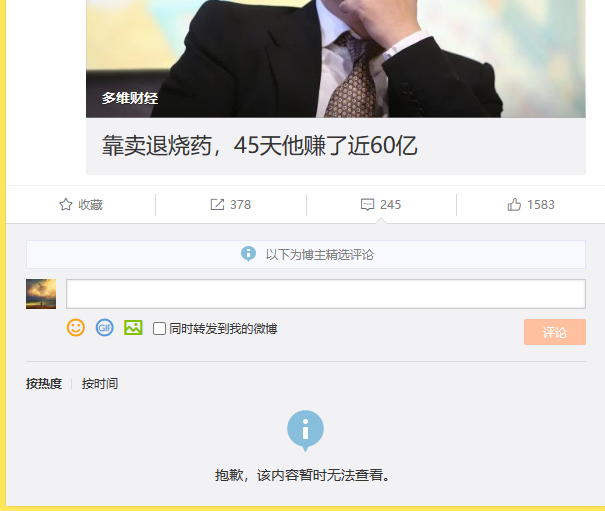 多维财经
靠卖退烧药，45天他赚了近60亿
收藏 378 245 1583
以下为博主精选评论
GIF 同时转发到我的微博 评论
按热度 按时间
抱歉，该内容暂时无法查看。